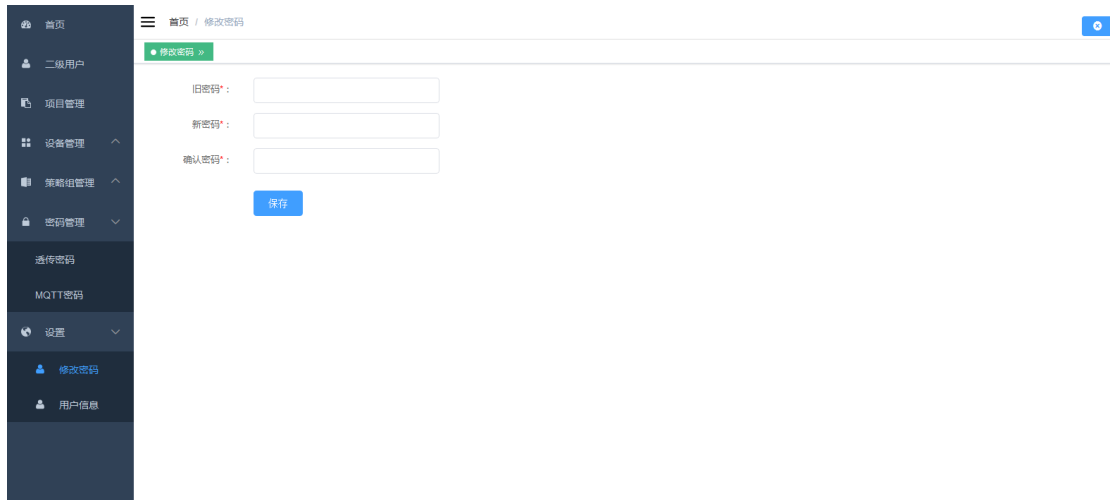 首页
二级用户
项目管理
设备管理
策略组管理
密码管理
透传密码
MQTT密码
设置
修改密码
用户信息
首页 / 修改密码
修改密码 »
旧密码*：
新密码*：
确认密码*：
保存